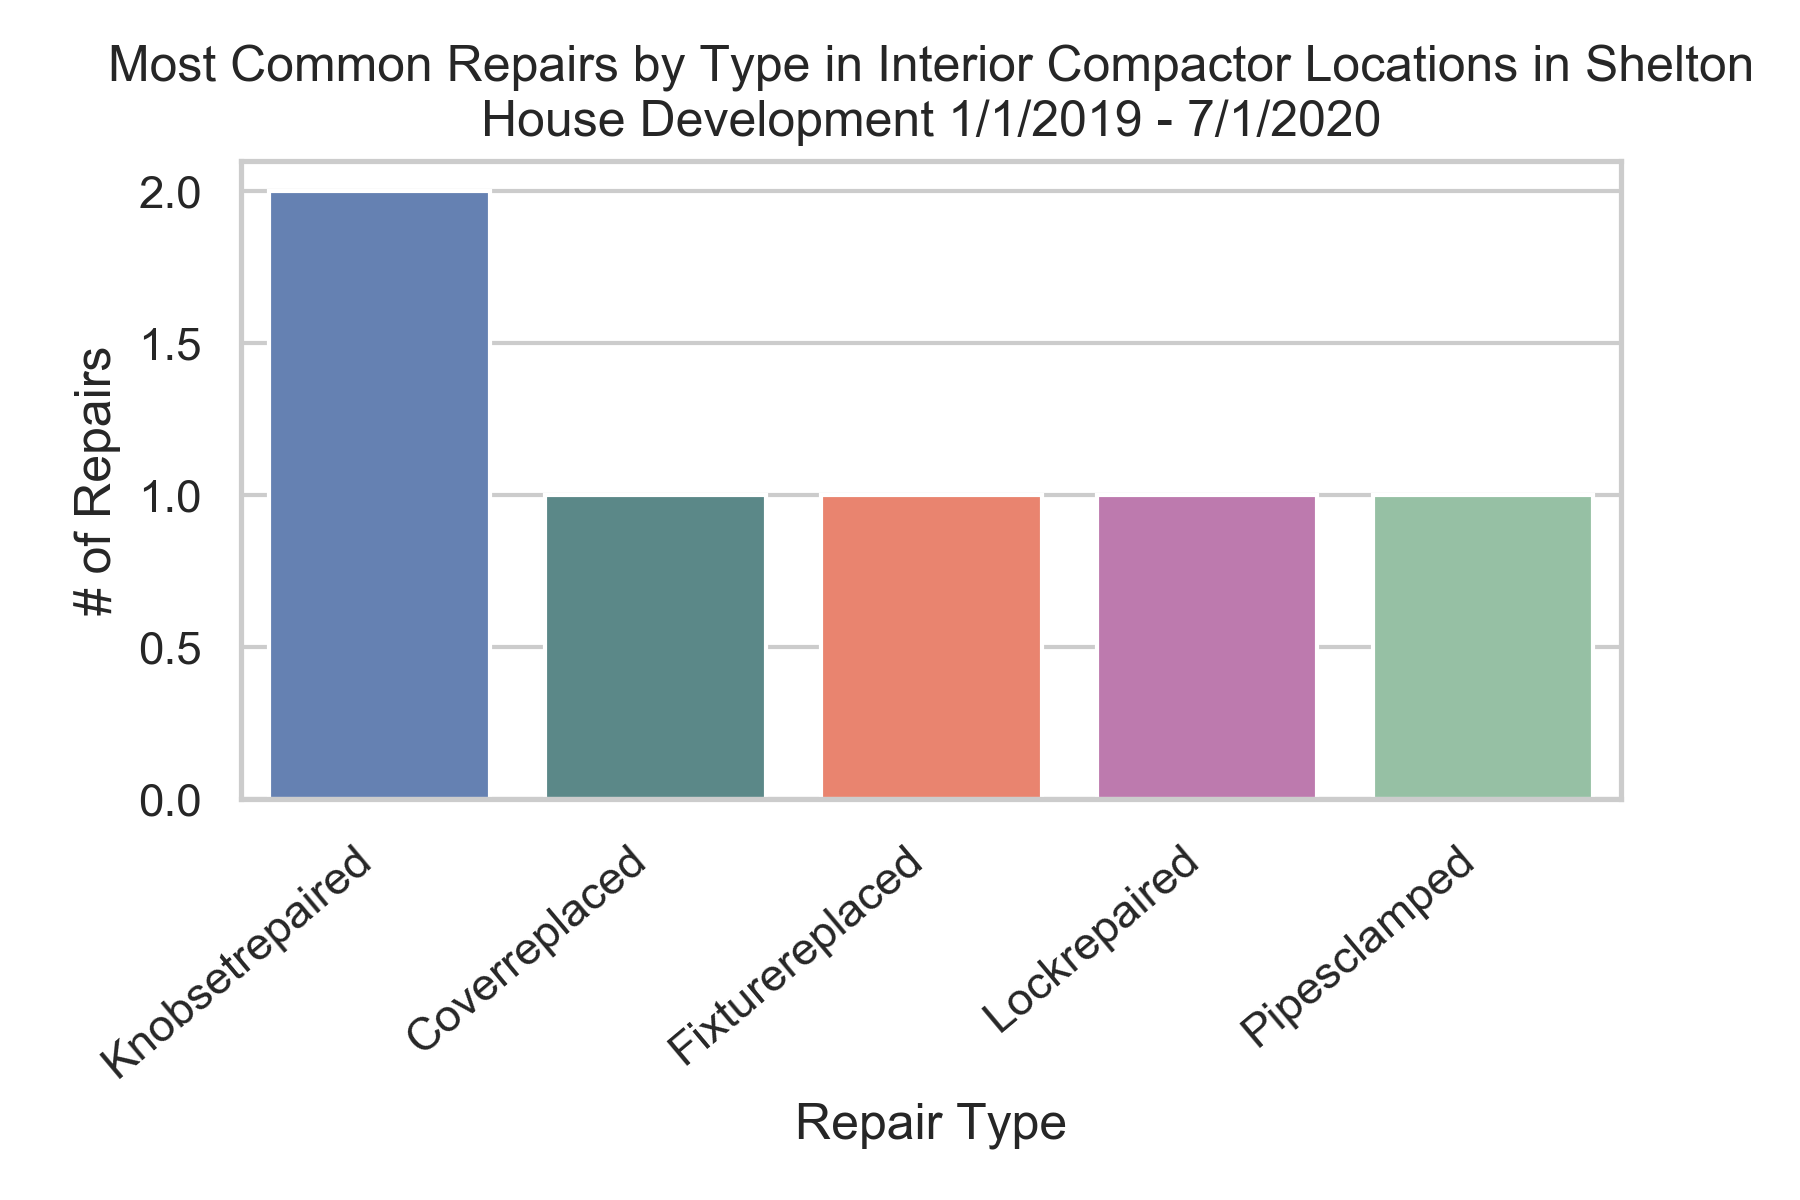 Most Common Repairs by Type in Interior Compactor Locations in Shelton
House Development 1/1/2019 - 7/1/2020
# of Repairs
2.0
1.5
1.0
0.5
0.0
Knobsetrepaired
Coverreplaced
Fixturereplaced
Lockrepaired
Pipesclamped
Repair Type